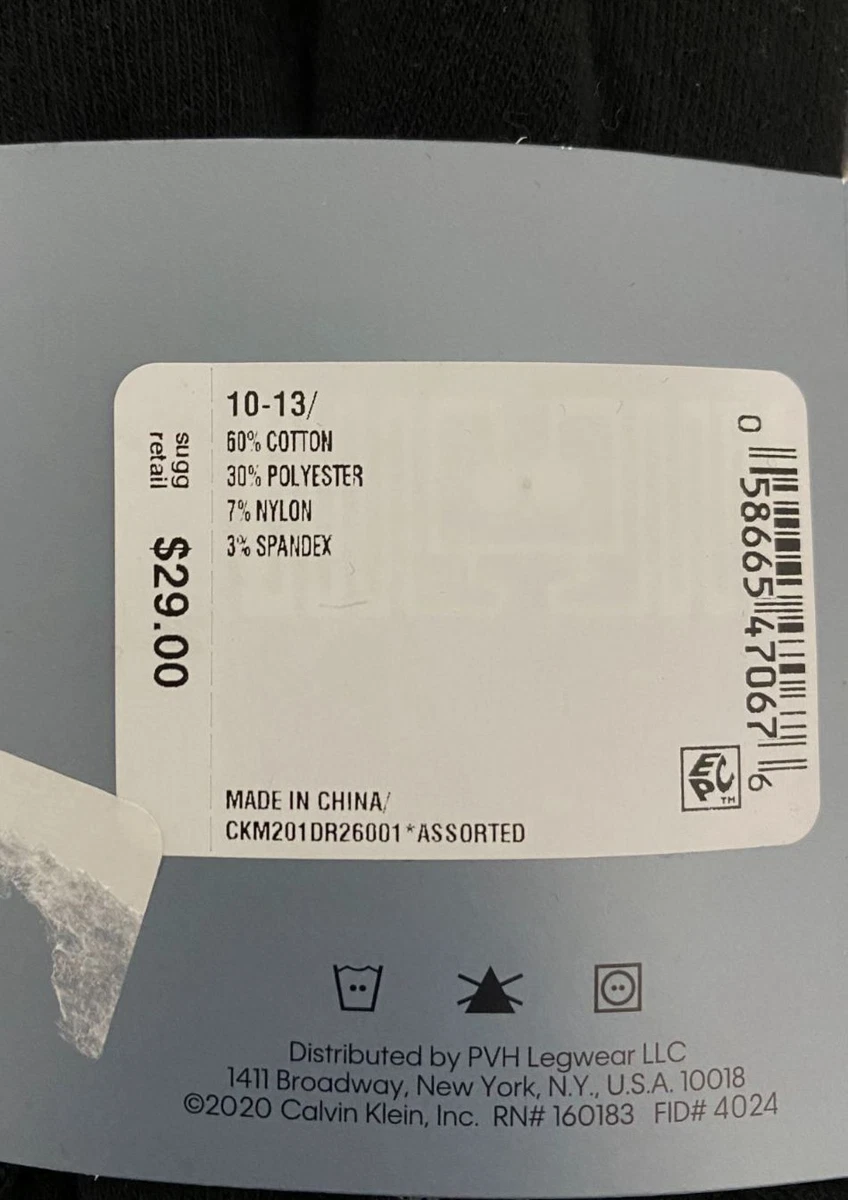 10-13/
60% COTTON
30% POLYESTER
7% NYLON
3% SPANDEX
sugg
retail
$29.00
0 58665 47067 6
EPC
TM
MADE IN CHINA/
CKM201DR26001*ASSORTED
Distributed by PVH Legwear LLC
1411 Broadway, New York, N.Y., U.S.A. 10018
©2020 Calvin Klein, Inc. RN# 160183 FID# 4024